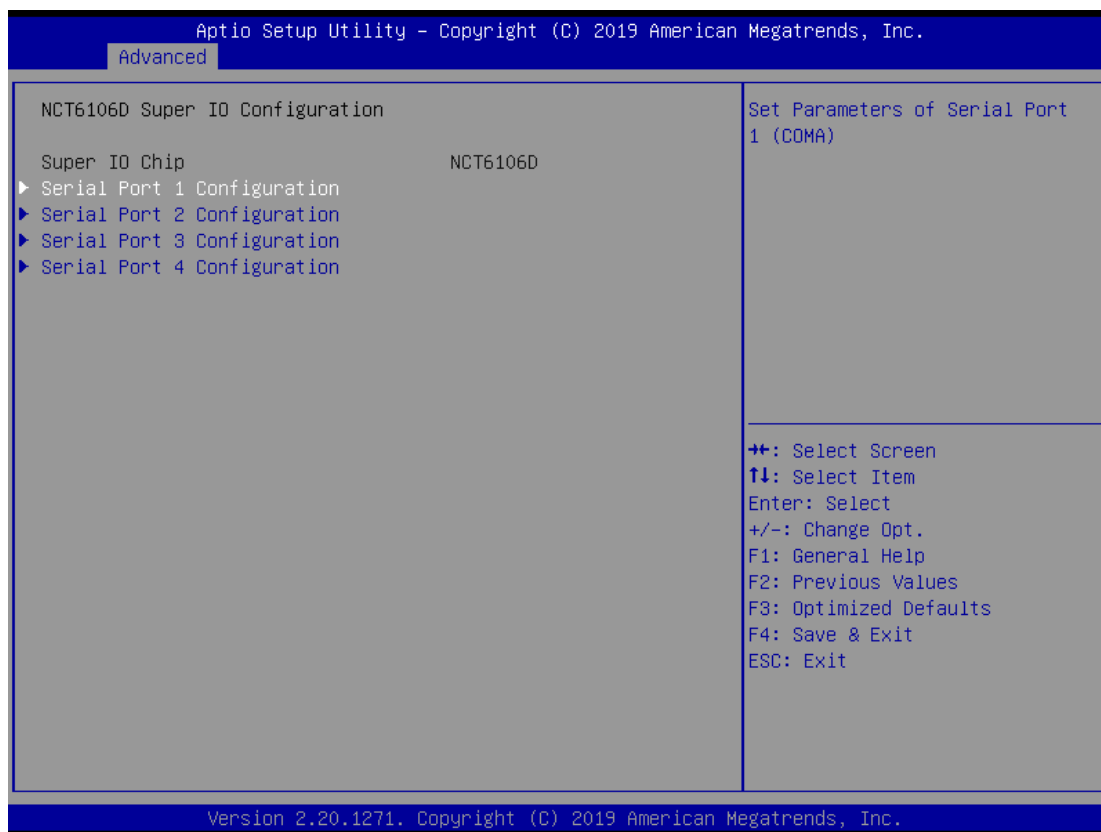 Aptio Setup Utility – Copyright (C) 2019 American Megatrends, Inc.
Advanced
NCT6106D Super IO Configuration
Super IO Chip NCT6106D
▶ Serial Port 1 Configuration
▶ Serial Port 2 Configuration
▶ Serial Port 3 Configuration
▶ Serial Port 4 Configuration
Set Parameters of Serial Port
1 (COMA)
→←: Select Screen
↑↓: Select Item
Enter: Select
+/-: Change Opt.
F1: General Help
F2: Previous Values
F3: Optimized Defaults
F4: Save & Exit
ESC: Exit
Version 2.20.1271. Copyright (C) 2019 American Megatrends, Inc.